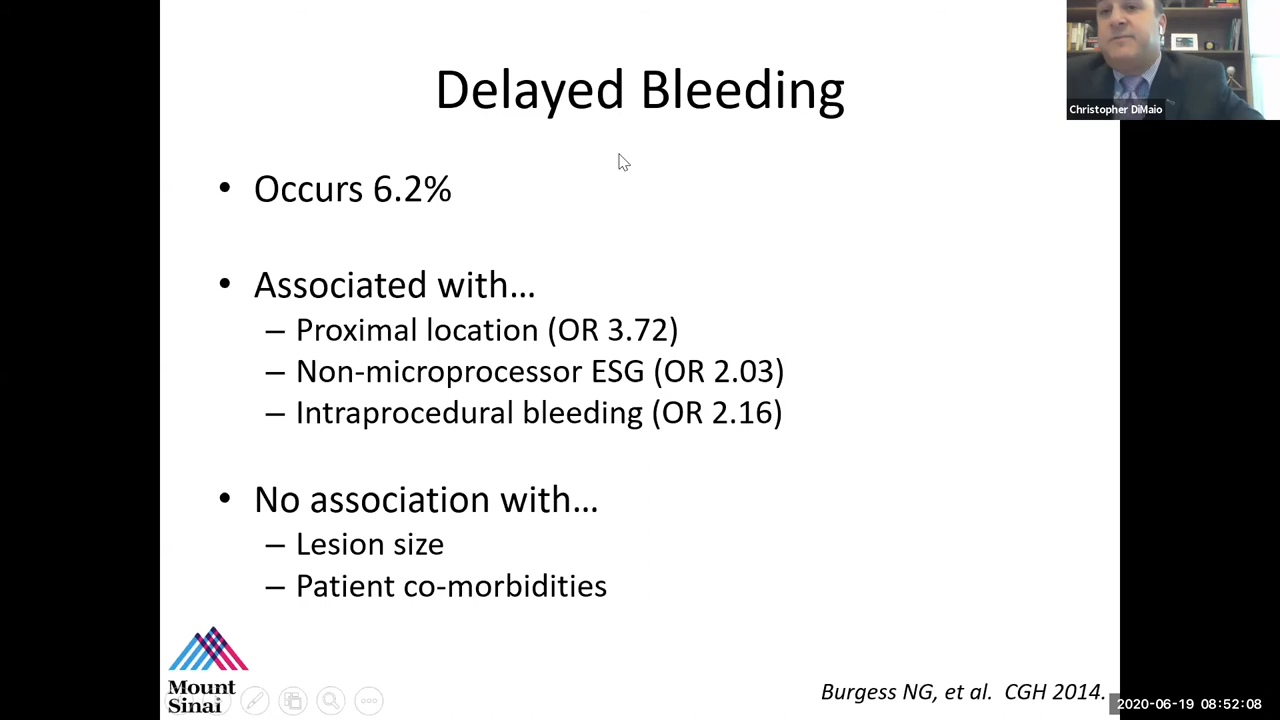 Delayed Bleeding
Christopher DiMaio
• Occurs 6.2%
• Associated with...
– Proximal location (OR 3.72)
– Non-microprocessor ESG (OR 2.03)
– Intraprocedural bleeding (OR 2.16)
• No association with...
– Lesion size
– Patient co-morbidities
Mount
Sinai
Burgess NG, et al. CGH 2014.
2020-06-19 08:52:08